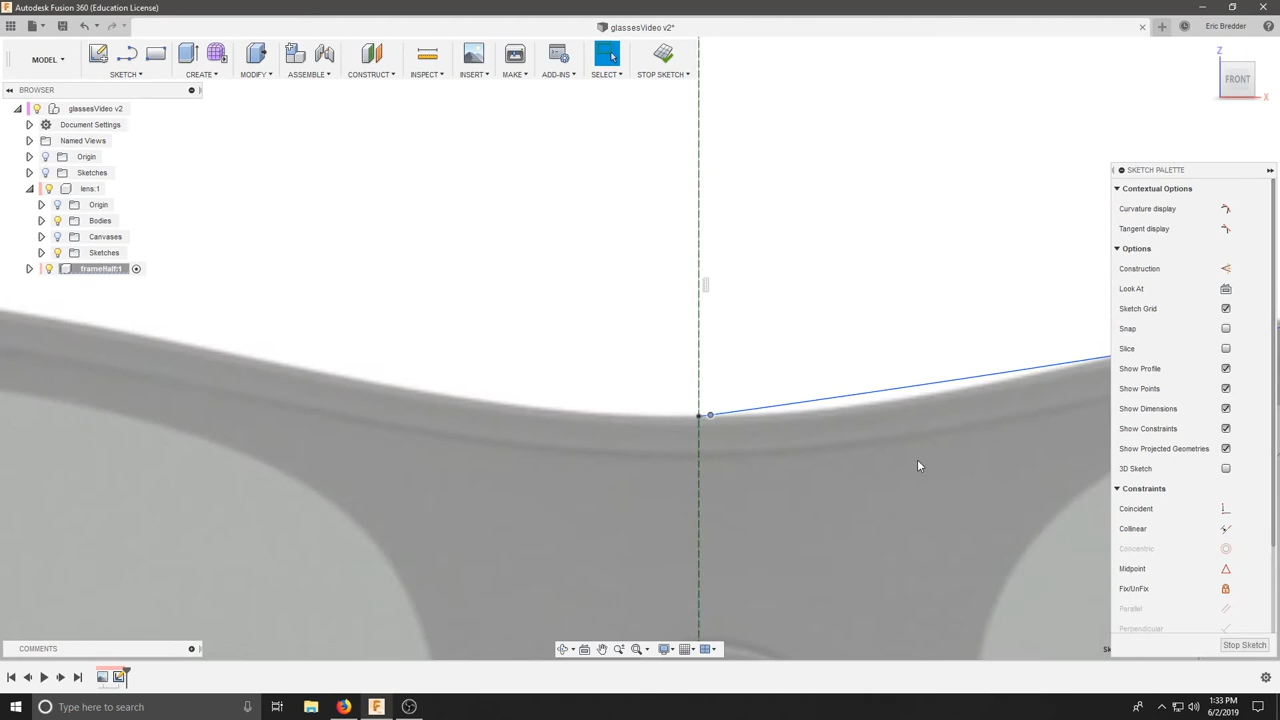 Autodesk Fusion 360 (Education License)
glassesVideo v2*
Eric Bredder
MODEL
SKETCH
CREATE
MODIFY
ASSEMBLE
CONSTRUCT
INSPECT
INSERT
MAKE
ADD-INS
SELECT
STOP SKETCH
BROWSER
glassesVideo v2
Document Settings
Named Views
Origin
Sketches
lens:1
Origin
Bodies
Canvases
Sketches
frameHalf:1
Z
FRONT
X
SKETCH PALETTE
Contextual Options
Curvature display
Tangent display
Options
Construction
Look At
Sketch Grid
Snap
Slice
Show Profile
Show Points
Show Dimensions
Show Constraints
Show Projected Geometries
3D Sketch
Constraints
Coincident
Collinear
Concentric
Midpoint
Fix/UnFix
Parallel
Perpendicular
Stop Sketch
COMMENTS
Type here to search
1:33 PM
6/2/2019